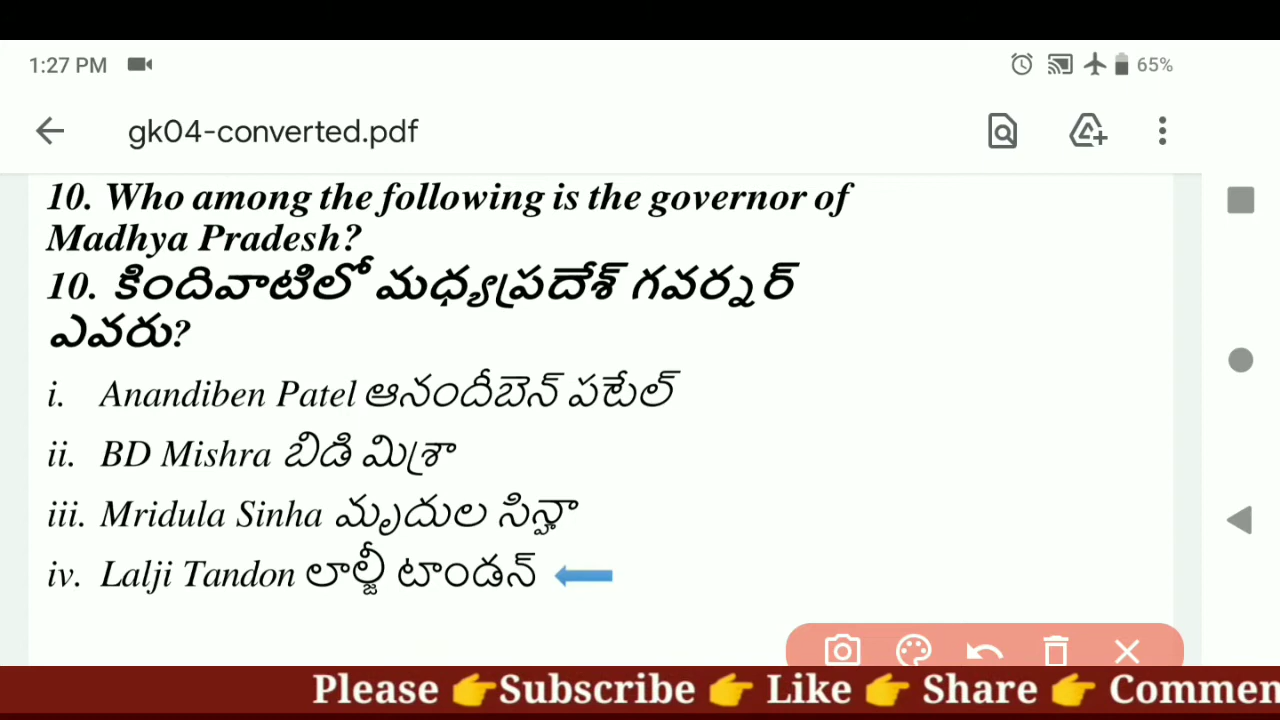 1:27 PM 65%
gk04-converted.pdf
10. Who among the following is the governor of
Madhya Pradesh?
10. కిందివాటిలో మధ్యప్రదేశ్ గవర్నర్
ఎవరు?
i. Anandiben Patel ఆనందీబెన్ పటేల్
ii. BD Mishra బిడి మిశ్రా
iii. Mridula Sinha మృదుల సిన్హా
iv. Lalji Tandon లాల్జీ టాండన్
Please 👉Subscribe 👉 Like 👉 Share 👉 Commen